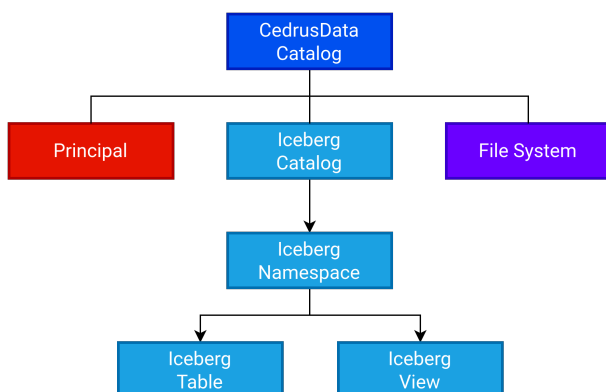 CedrusData
Catalog
Principal
Iceberg
Catalog
File System
Iceberg
Namespace
Iceberg
Table
Iceberg
View